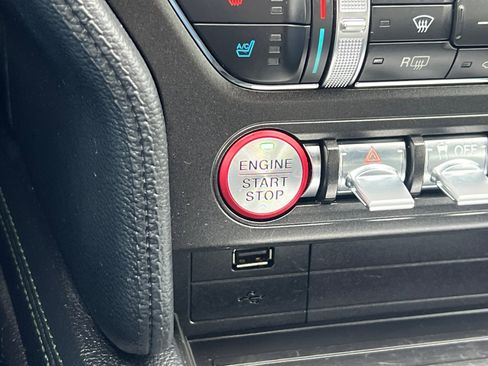 A/C
R
ENGINE
START
STOP
OFF